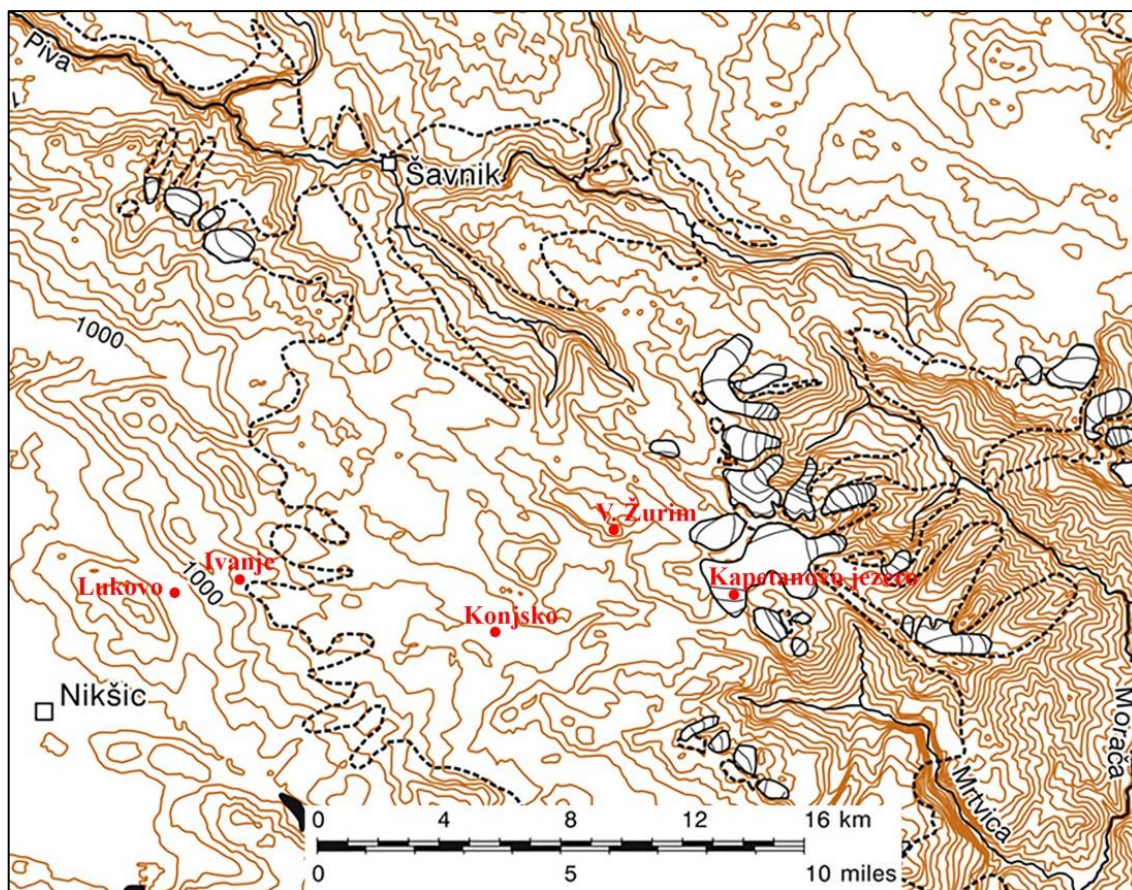 Piva
Šavnik
1000
V. Žurim
Ivanje
Kapetanovo jezero
Lukovo
1000
Konjsko
Nikšic
Morača
Mrtvica
0 4 8 12 16 km
0 5 10 miles